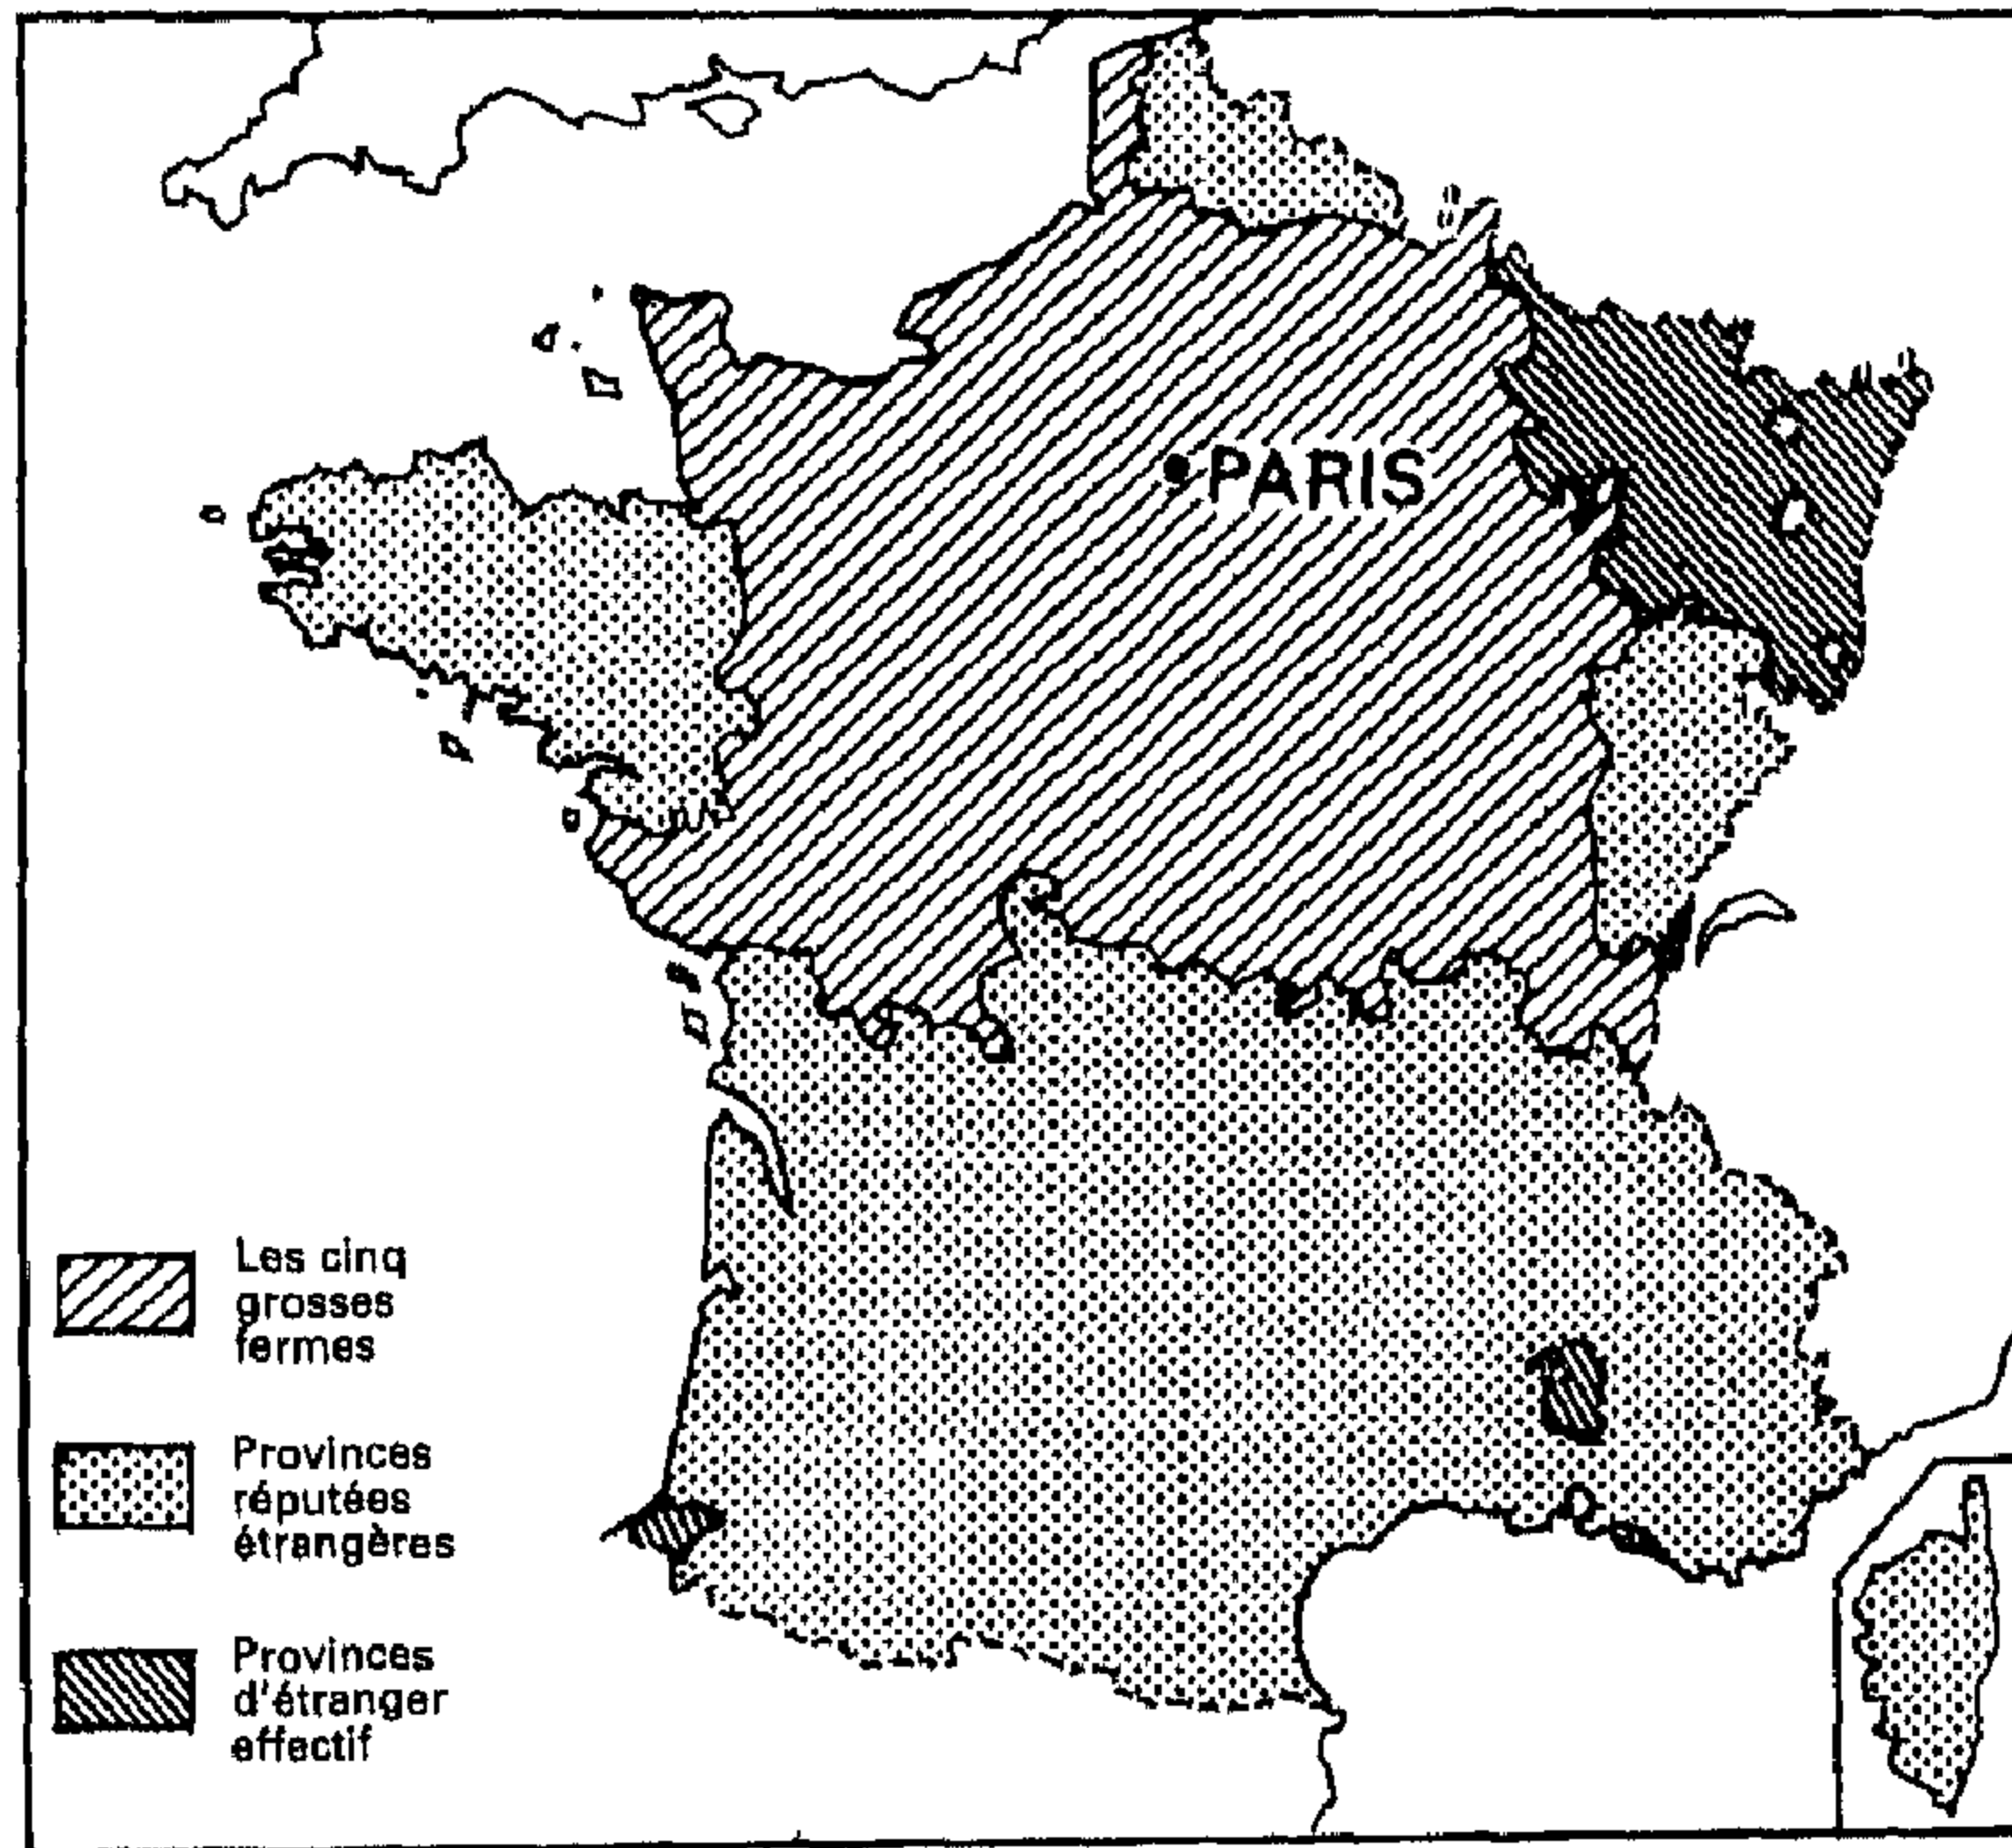 PARIS
Les cinq
grosses
fermes
Provinces
réputées
étrangères
Provinces
d'étranger
effectif